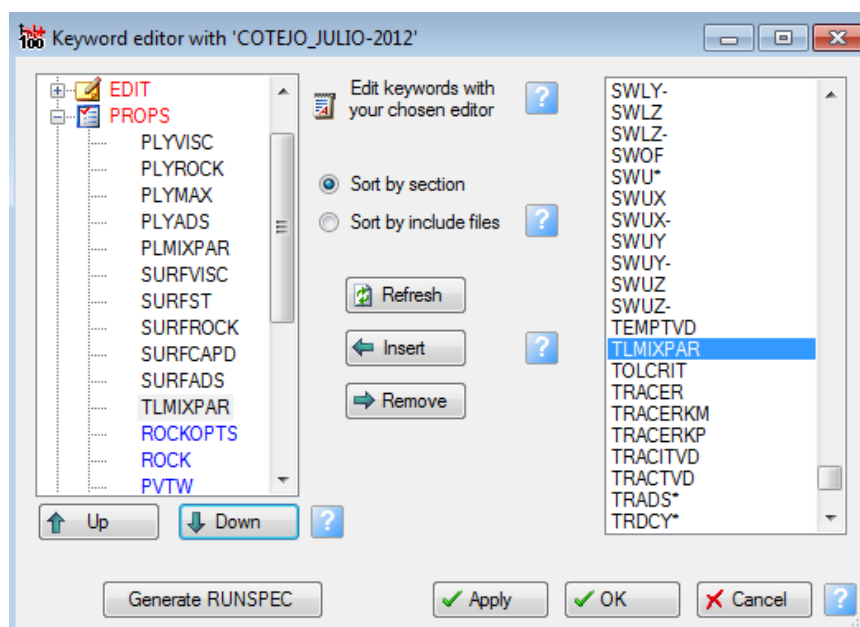 Keyword editor with 'COTEJO_JULIO-2012'
EDIT
PROPS
PLYVISC
PLYROCK
PLYMAX
PLYADS
PLMIXPAR
SURFVISC
SURFST
SURFROCK
SURFCAPD
SURFADS
TLMIXPAR
ROCKOPTS
ROCK
PVTW
Up
Down
?
Edit keywords with
your chosen editor
?
Sort by section
Sort by include files
?
Refresh
Insert
?
Remove
SWLY-
SWLZ
SWLZ-
SWOF
SWU*
SWUX
SWUX-
SWUY
SWUY-
SWUZ
SWUZ-
TEMPTVD
TLMIXPAR
TOLCRIT
TRACER
TRACERKM
TRACERKP
TRACITVD
TRACTVD
TRADS*
TRDCY*
Generate RUNSPEC
Apply
OK
Cancel
?